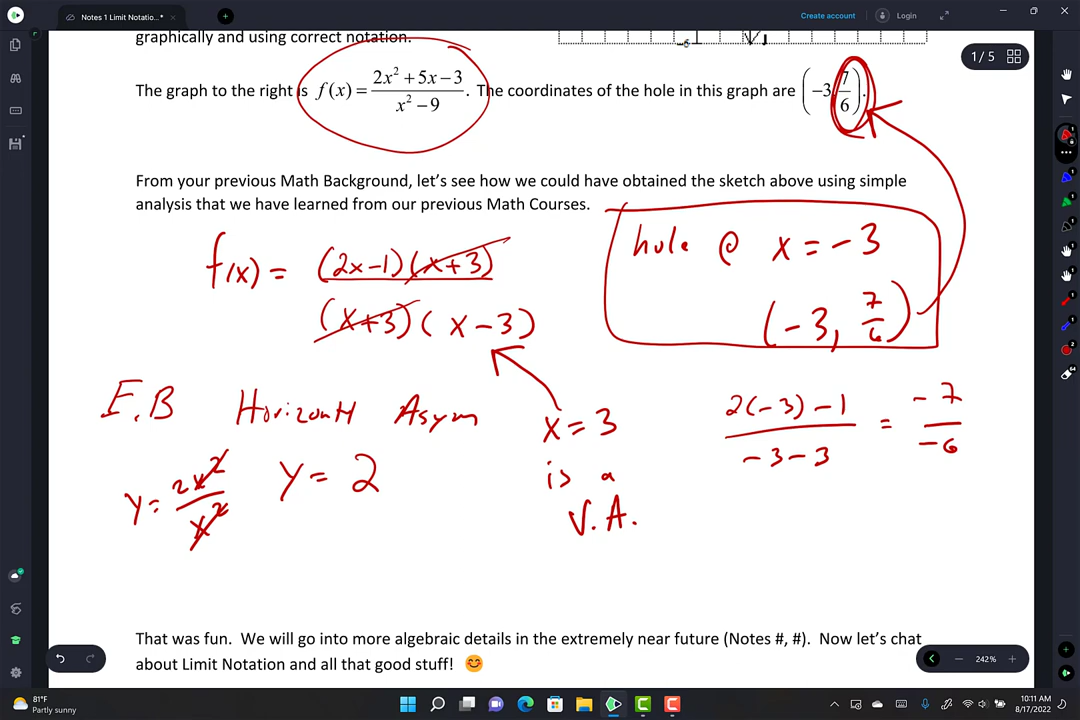 Notes 1 Limit Notatio...*
Create account
Login
graphically and using correct notation.
1 / 5
The graph to the right is f(x) = (2x² + 5x − 3)/(x² − 9). The coordinates of the hole in this graph are (−3, 7/6).
From your previous Math Background, let's see how we could have obtained the sketch above using simple
analysis that we have learned from our previous Math Courses.
hole @ x = -3
(-3, 7/6)
f(x) = (2x-1)(x+3)
(x+3)(x-3)
E.B Horizontl Asym
y = 2x²/x²
y = 2
x = 3
is a
V.A.
2(-3) - 1 / -3 - 3 = -7/-6
That was fun. We will go into more algebraic details in the extremely near future (Notes #, #). Now let's chat
about Limit Notation and all that good stuff! 😊
242%
81°F
Partly sunny
10:11 AM
8/17/2022